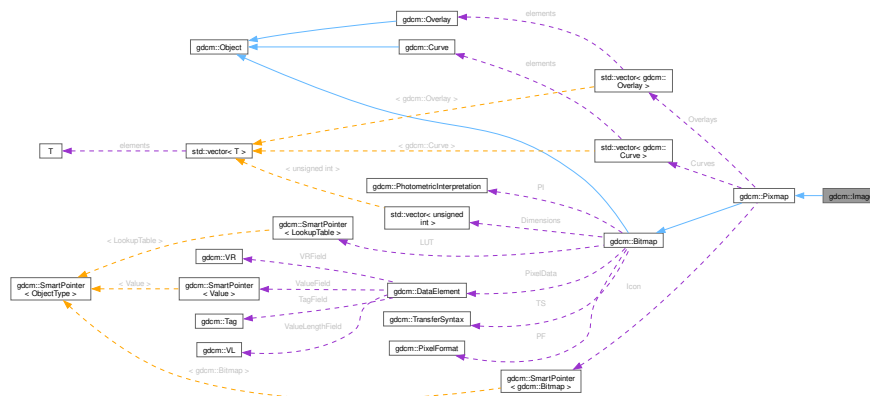 gdcm::Overlay
elements
gdcm::Object
gdcm::Curve
elements
std::vector< gdcm::
Overlay >
< gdcm::Overlay >
Overlays
T
elements
std::vector< T >
< gdcm::Curve >
std::vector< gdcm::
Curve >
Curves
< unsigned int >
gdcm::PhotometricInterpretation
PI
gdcm::Pixmap
gdcm::Image
std::vector< unsigned
int >
Dimensions
gdcm::SmartPointer
< LookupTable >
< LookupTable >
LUT
gdcm::Bitmap
gdcm::VR
VRField
PixelData
gdcm::SmartPointer
< ObjectType >
< Value >
gdcm::SmartPointer
< Value >
ValueField
gdcm::DataElement
Icon
TagField
TS
gdcm::Tag
gdcm::TransferSyntax
ValueLengthField
PF
gdcm::VL
gdcm::PixelFormat
< gdcm::Bitmap >
gdcm::SmartPointer
< gdcm::Bitmap >